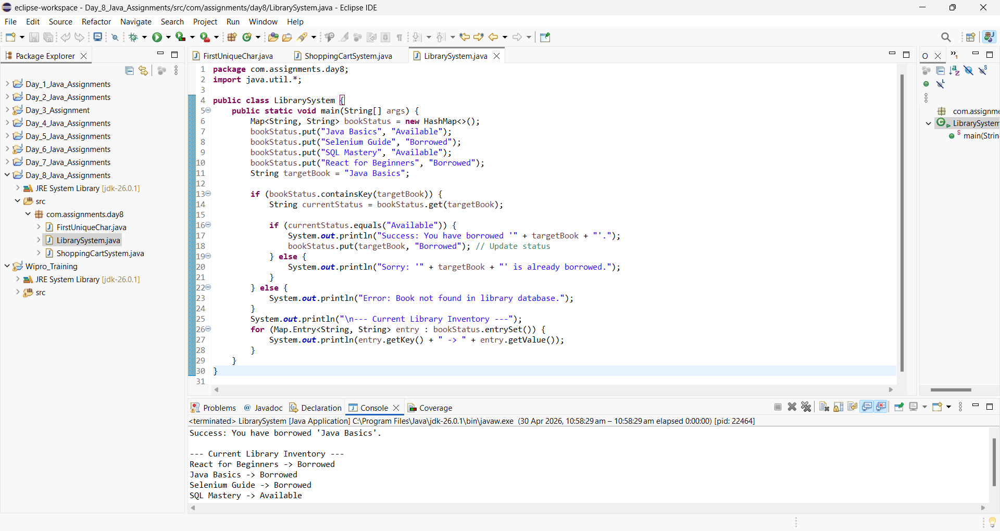 eclipse-workspace - Day_8_Java_Assignments/src/com/assignments/day8/LibrarySystem.java - Eclipse IDE
File Edit Source Refactor Navigate Search Project Run Window Help
Package Explorer
Day_1_Java_Assignments
Day_2_Java_Assignments
Day_3_Assignment
Day_4_Java_Assignments
Day_5_Java_Assignments
Day_6_Java_Assignments
Day_7_Java_Assignments
Day_8_Java_Assignments
JRE System Library [jdk-26.0.1]
src
com.assignments.day8
FirstUniqueChar.java
LibrarySystem.java
ShoppingCartSystem.java
Wipro_Training
JRE System Library [jdk-26.0.1]
src
FirstUniqueChar.java ShoppingCartSystem.java LibrarySystem.java
1 package com.assignments.day8;
2 import java.util.*;
3
4 public class LibrarySystem {
5 public static void main(String[] args) {
6 Map<String, String> bookStatus = new HashMap<>();
7 bookStatus.put("Java Basics", "Available");
8 bookStatus.put("Selenium Guide", "Borrowed");
9 bookStatus.put("SQL Mastery", "Available");
10 bookStatus.put("React for Beginners", "Borrowed");
11 String targetBook = "Java Basics";
12
13 if (bookStatus.containsKey(targetBook)) {
14 String currentStatus = bookStatus.get(targetBook);
15
16 if (currentStatus.equals("Available")) {
17 System.out.println("Success: You have borrowed '" + targetBook + "'.");
18 bookStatus.put(targetBook, "Borrowed"); // Update status
19 } else {
20 System.out.println("Sorry: '" + targetBook + "' is already borrowed.");
21 }
22 } else {
23 System.out.println("Error: Book not found in library database.");
24 }
25 System.out.println("\n--- Current Library Inventory ---");
26 for (Map.Entry<String, String> entry : bookStatus.entrySet()) {
27 System.out.println(entry.getKey() + " -> " + entry.getValue());
28 }
29 }
30 }
31
com.assignme
LibrarySystem
main(Strin
Problems Javadoc Declaration Console Coverage
<terminated> LibrarySystem [Java Application] C:\Program Files\Java\jdk-26.0.1\bin\javaw.exe (30 Apr 2026, 10:58:29 am – 10:58:29 am elapsed 0:00:00) [pid: 22464]
Success: You have borrowed 'Java Basics'.
--- Current Library Inventory ---
React for Beginners -> Borrowed
Java Basics -> Borrowed
Selenium Guide -> Borrowed
SQL Mastery -> Available